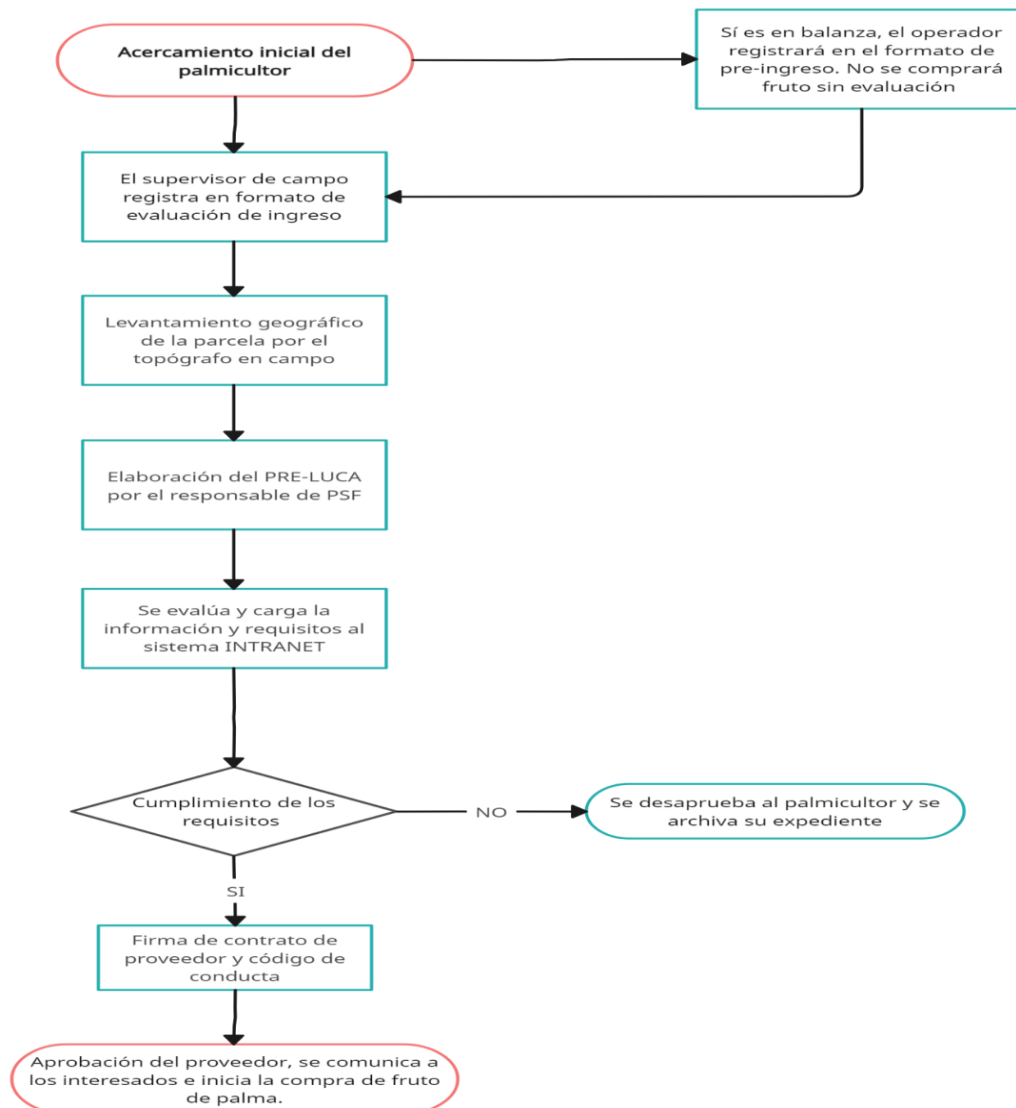 Acercamiento inicial del
palmicultor
Sí es en balanza, el operador
registrará en el formato de
pre-ingreso. No se comprará
fruto sin evaluación
El supervisor de campo
registra en formato de
evaluación de ingreso
Levantamiento geográfico
de la parcela por el
topógrafo en campo
Elaboración del PRE-LUCA
por el responsable de PSF
Se evalúa y carga la
información y requisitos al
sistema INTRANET
Cumplimiento de los
requisitos
NO
Se desaprueba al palmicultor y se
archiva su expediente
SI
Firma de contrato de
proveedor y código de
conducta
Aprobación del proveedor, se comunica a
los interesados e inicia la compra de fruto
de palma.